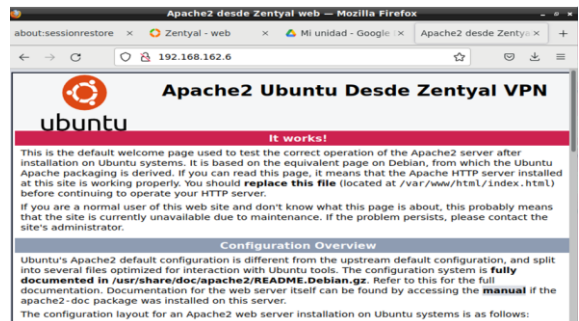 Apache2 desde Zentyal web — Mozilla Firefox
about:sessionrestore × Zentyal - web × Mi unidad - Google × Apache2 desde Zentya × +
192.168.162.6
Apache2 Ubuntu Desde Zentyal VPN
ubuntu
It works!
This is the default welcome page used to test the correct operation of the Apache2 server after
installation on Ubuntu systems. It is based on the equivalent page on Debian, from which the Ubuntu
Apache packaging is derived. If you can read this page, it means that the Apache HTTP server installed
at this site is working properly. You should replace this file (located at /var/www/html/index.html)
before continuing to operate your HTTP server.
If you are a normal user of this web site and don't know what this page is about, this probably means
that the site is currently unavailable due to maintenance. If the problem persists, please contact the
site's administrator.
Configuration Overview
Ubuntu's Apache2 default configuration is different from the upstream default configuration, and split
into several files optimized for interaction with Ubuntu tools. The configuration system is fully
documented in /usr/share/doc/apache2/README.Debian.gz. Refer to this for the full
documentation. Documentation for the web server itself can be found by accessing the manual if the
apache2-doc package was installed on this server.
The configuration layout for an Apache2 web server installation on Ubuntu systems is as follows: